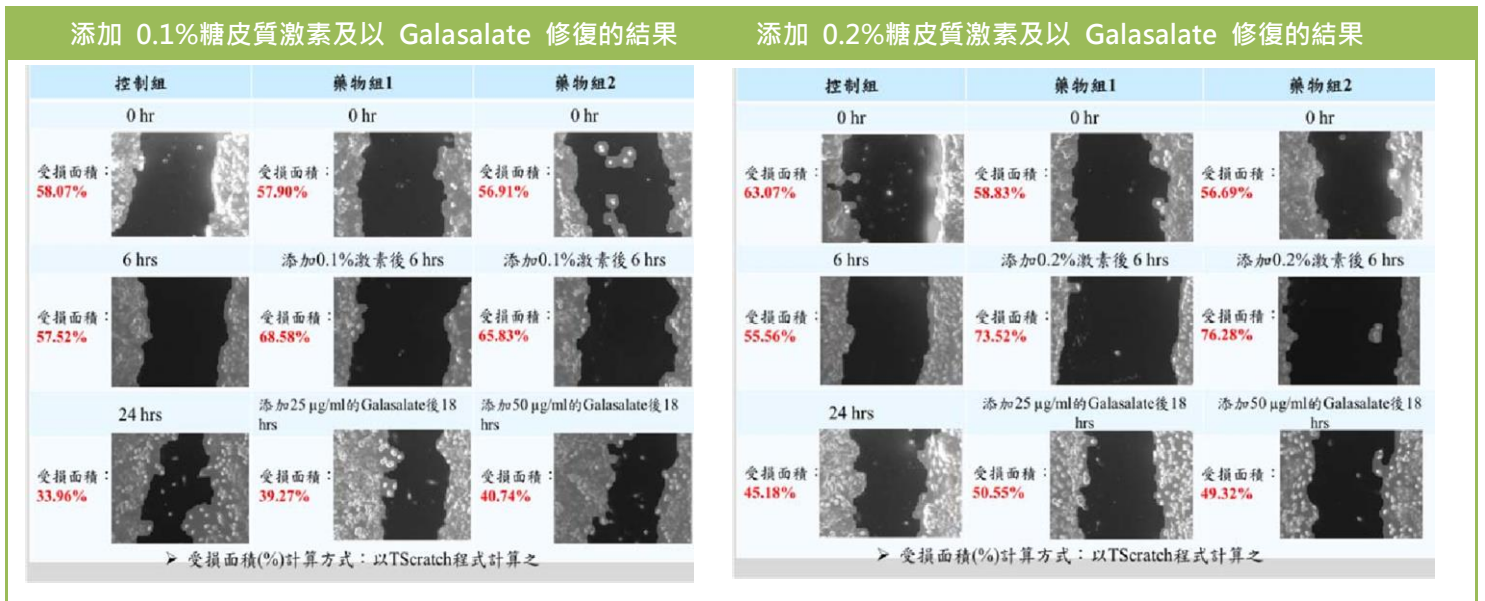 添加 0.1%糖皮質激素及以 Galasalate 修復的結果
控制組 藥物組1 藥物組2
0 hr 0 hr 0 hr
受損面積： 受損面積： 受損面積：
58.07% 57.90% 56.91%
6 hrs 添加0.1%激素後 6 hrs 添加0.1%激素後 6 hrs
受損面積： 受損面積： 受損面積：
57.52% 68.58% 65.83%
24 hrs 添加25 μg/ml的Galasalate後18 添加50 μg/ml的Galasalate後18
hrs hrs
受損面積： 受損面積： 受損面積：
33.96% 39.27% 40.74%
➤ 受損面積(%)計算方式：以TScratch程式計算之
添加 0.2%糖皮質激素及以 Galasalate 修復的結果
控制組 藥物組1 藥物組2
0 hr 0 hr 0 hr
受損面積： 受損面積： 受損面積：
63.07% 58.83% 56.69%
6 hrs 添加0.2%激素後 6 hrs 添加0.2%激素後 6 hrs
受損面積： 受損面積： 受損面積：
55.56% 73.52% 76.28%
24 hrs 添加25 μg/ml的Galasalate後18 添加50 μg/ml的Galasalate後18
hrs hrs
受損面積： 受損面積： 受損面積：
45.18% 50.55% 49.32%
➤ 受損面積(%)計算方式：以TScratch程式計算之